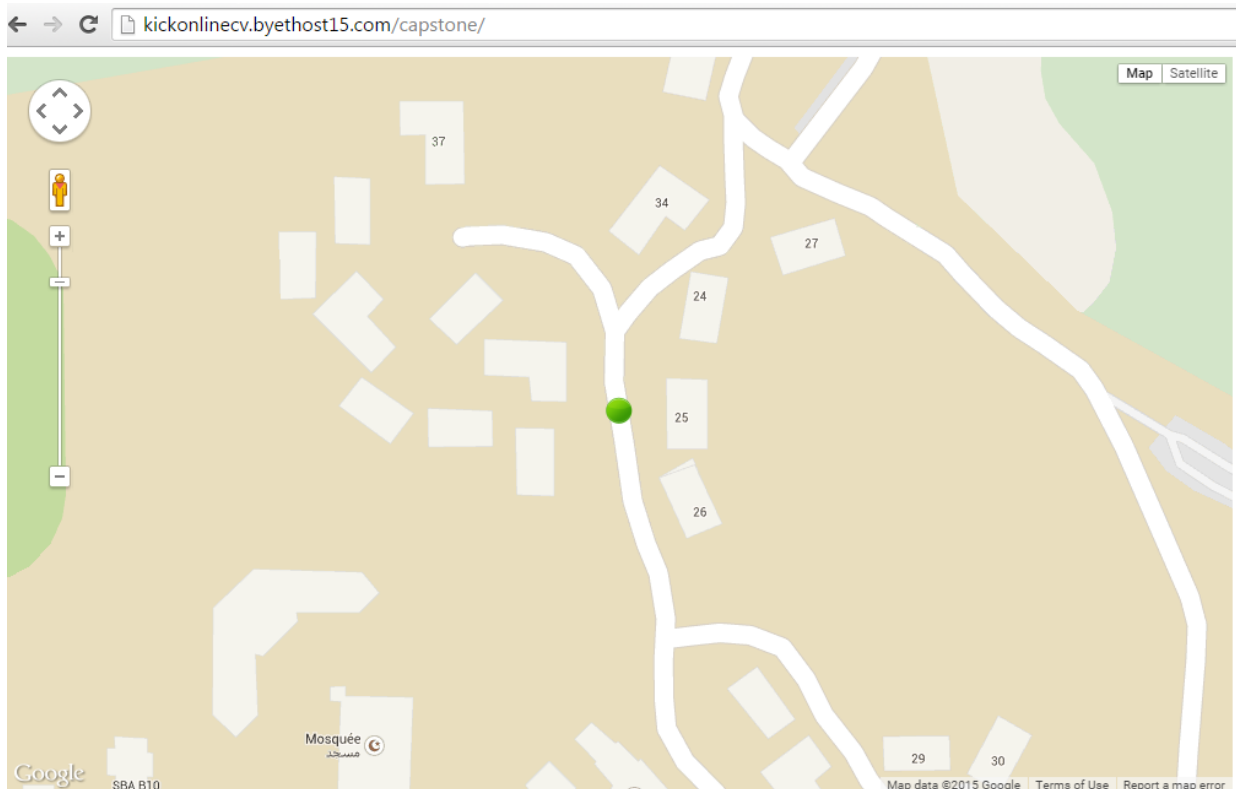 kickonlinecv.byethost15.com/capstone/
Map Satellite
37
34
27
24
25
26
Mosquée
مسجد
29
30
Google
SBA B10
Map data ©2015 Google Terms of Use Report a map error